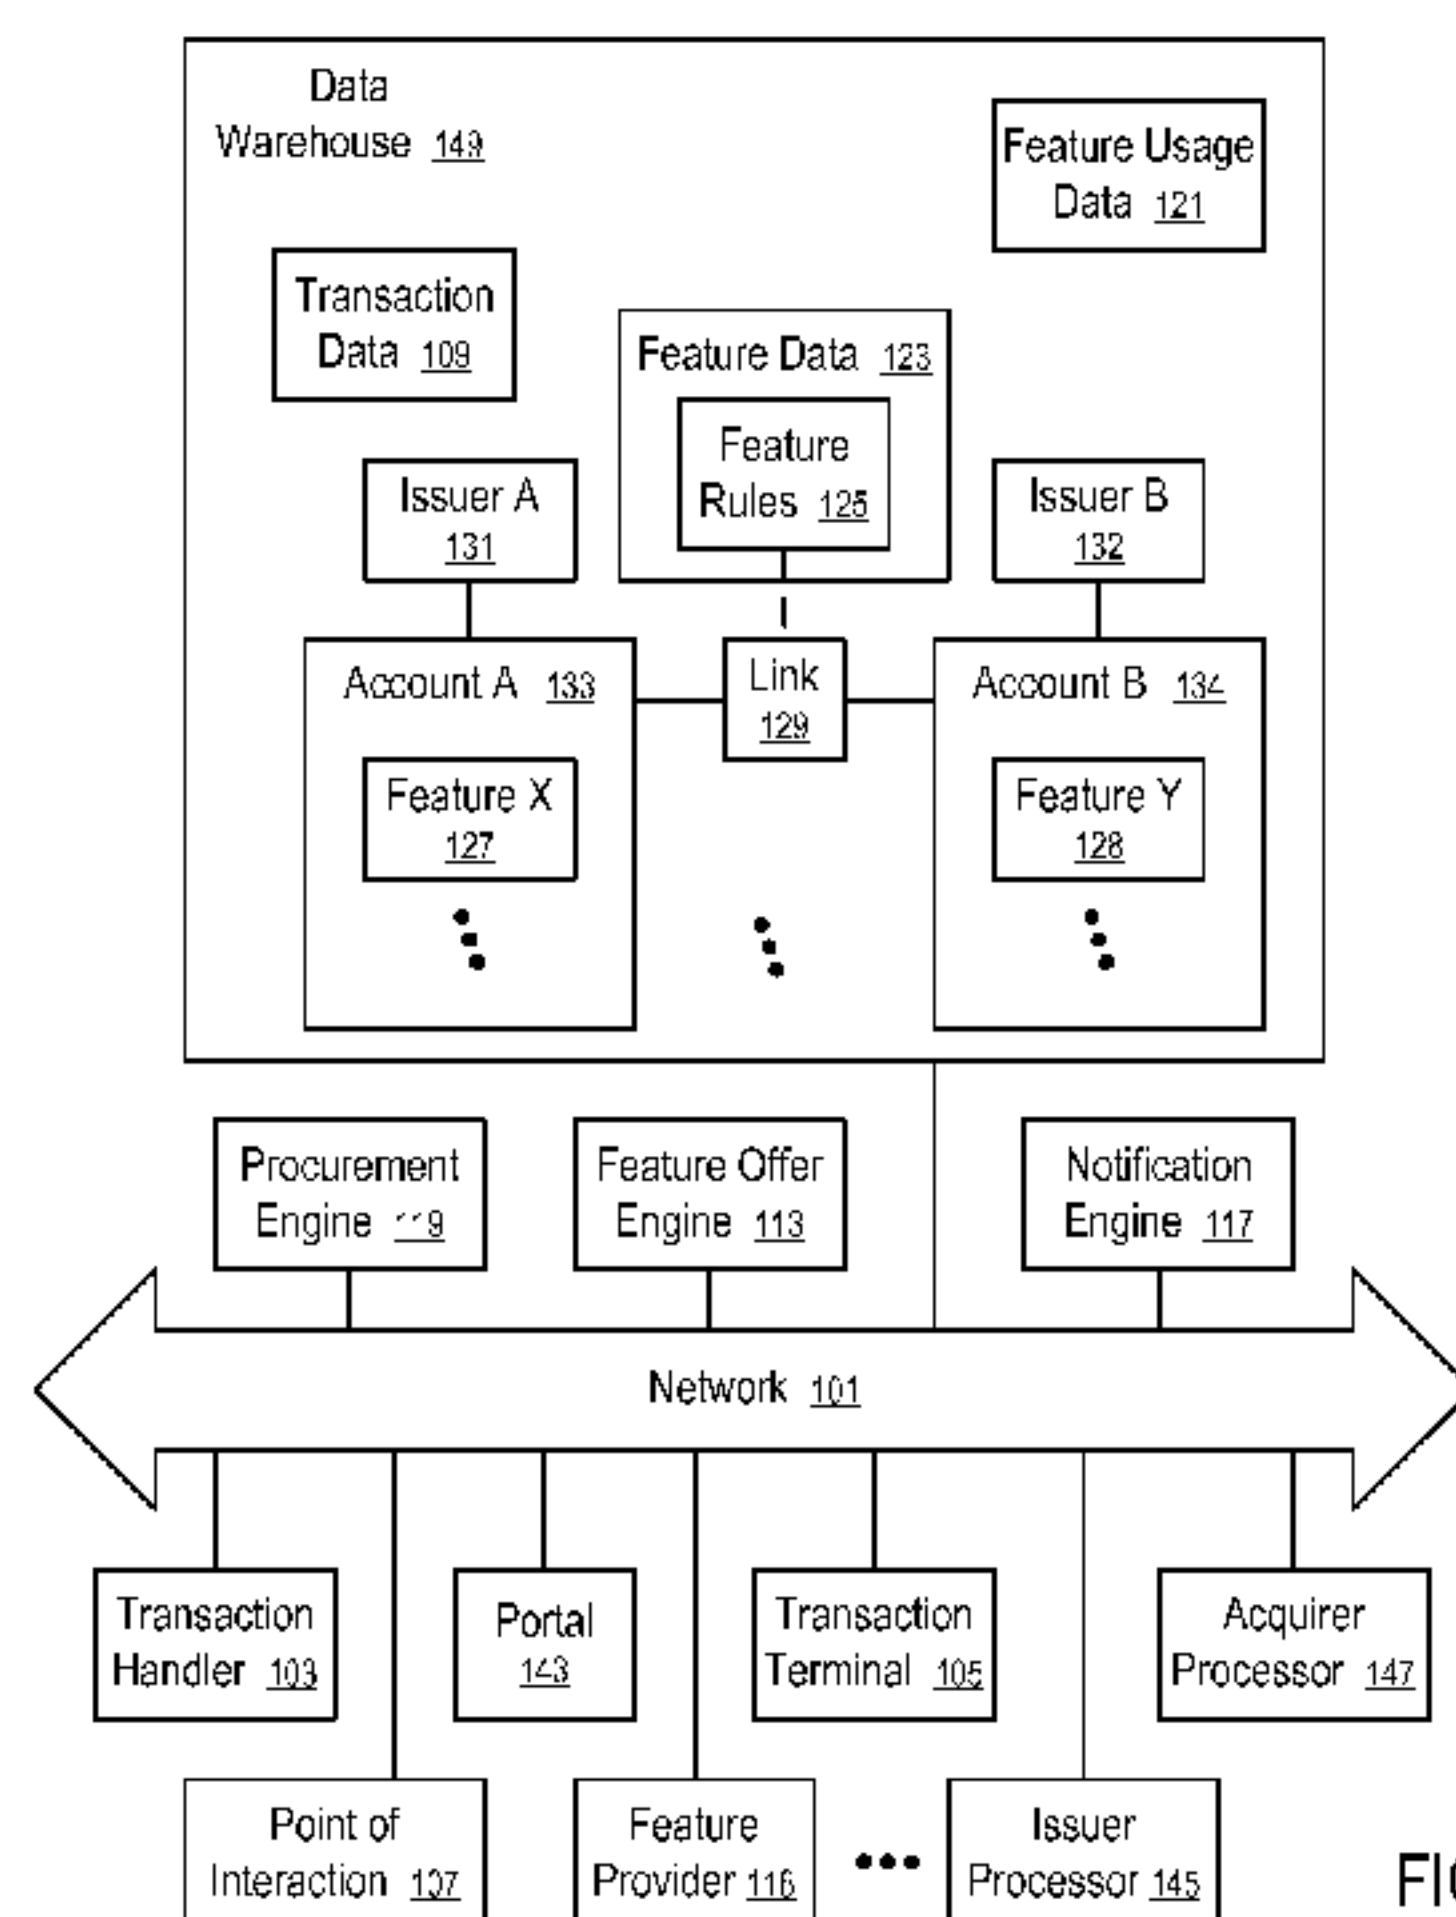 Data
Warehouse 149
Feature Usage
Data 121
Transaction
Data 109
Feature Data 123
Feature
Rules 125
Issuer A
131
Issuer B
132
Account A 133
Link
129
Account B 134
Feature X
127
Feature Y
128
Procurement
Engine 119
Feature Offer
Engine 113
Notification
Engine 117
Network 101
Transaction
Handler 103
Portal
143
Transaction
Terminal 105
Acquirer
Processor 147
Point of
Interaction 107
Feature
Provider 116
Issuer
Processor 145